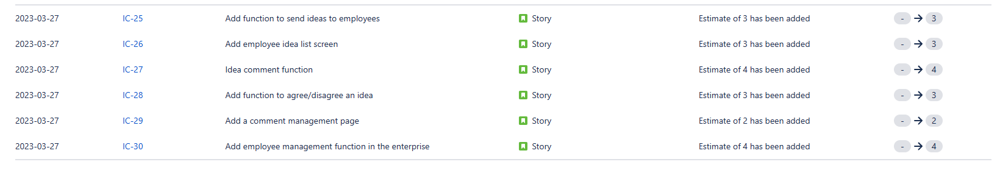 2023-03-27 IC-25 Add function to send ideas to employees Story Estimate of 3 has been added - → 3
2023-03-27 IC-26 Add employee idea list screen Story Estimate of 3 has been added - → 3
2023-03-27 IC-27 Idea comment function Story Estimate of 4 has been added - → 4
2023-03-27 IC-28 Add function to agree/disagree an idea Story Estimate of 3 has been added - → 3
2023-03-27 IC-29 Add a comment management page Story Estimate of 2 has been added - → 2
2023-03-27 IC-30 Add employee management function in the enterprise Story Estimate of 4 has been added - → 4